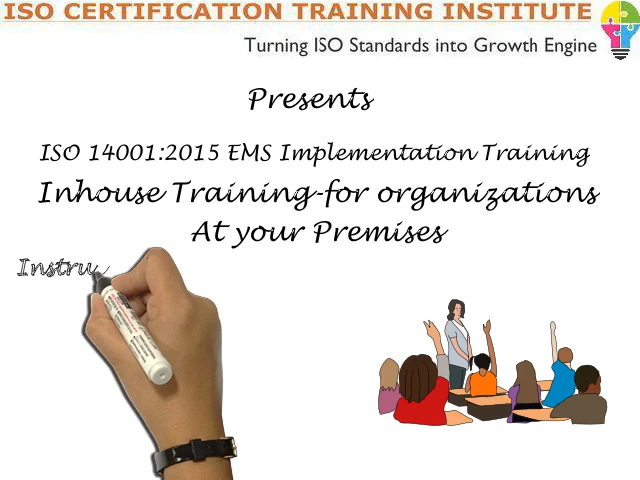 ISO CERTIFICATION TRAINING INSTITUTE
Turning ISO Standards into Growth Engine
Presents
ISO 14001:2015 EMS Implementation Training
Inhouse Training-for organizations
At your Premises
Instru